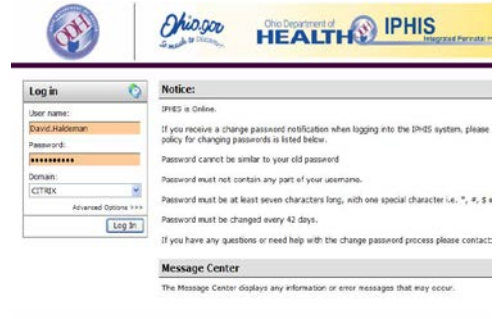 ODH
Ohio.gov
Ohio Department of
HEALTH
IPHIS
Integrated Perinatal
Log in
User name:
David.Haldeman
Password:
Domain:
CITRIX
Advanced Options >>>
Log In
Notice:
IPHIS is Online.
If you receive a change password notification when logging into the IPHIS system, please
policy for changing passwords is listed below.
Password cannot be similar to your old password
Password must not contain any part of your username.
Password must be at least seven characters long, with one special character i.e. *, #, $
Password must be changed every 42 days.
If you have any questions or need help with the change password process please contact:
Message Center
The Message Center displays any information or error messages that may occur.